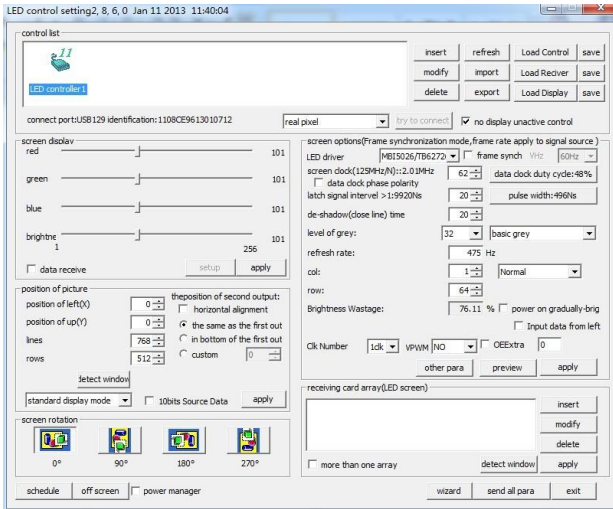 LED control setting2, 8, 6, 0 Jan 11 2013 11:40:04
control list
11
LED controller1
insert refresh Load Control save
modify import Load Reciver save
delete export Load Display save
connect port:USB129 identification:1108CE9613010712 real pixel try to connect no display unactive control
screen display
red 101
green 101
blue 101
brightne 101
1 256
data receive setup apply
position of picture
position of left(X) 0
position of up(Y) 0
lines 768
rows 512
theposition of second output:
horizontal alignment
the same as the first out
in bottom of the first out
custom 0
detect window
standard display mode 10bits Source Data apply
screen rotation
0° 90° 180° 270°
screen options(Frame synchronization mode,frame rate apply to signal source )
LED driver MBI5026/TB6272 frame synch VHz 60Hz
screen clock(125MHz/N)::2.01MHz 62 data clock duty cycle:48%
data clock phase polarity
latch signal intervel >1:9920Ns 20 pulse width:496Ns
de-shadow(close line) time 20
level of grey: 32 basic grey
refresh rate: 475 Hz
col: 1 Normal
row: 64
Brightness Wastage: 76.11 % power on gradually-brig
Input data from left
Clk Number 1clk VPWM NO OEExtra 0
other para preview apply
receiving card array(LED screen)
insert
modify
delete
more than one array detect window apply
schedule off screen power manager wizard send all para exit